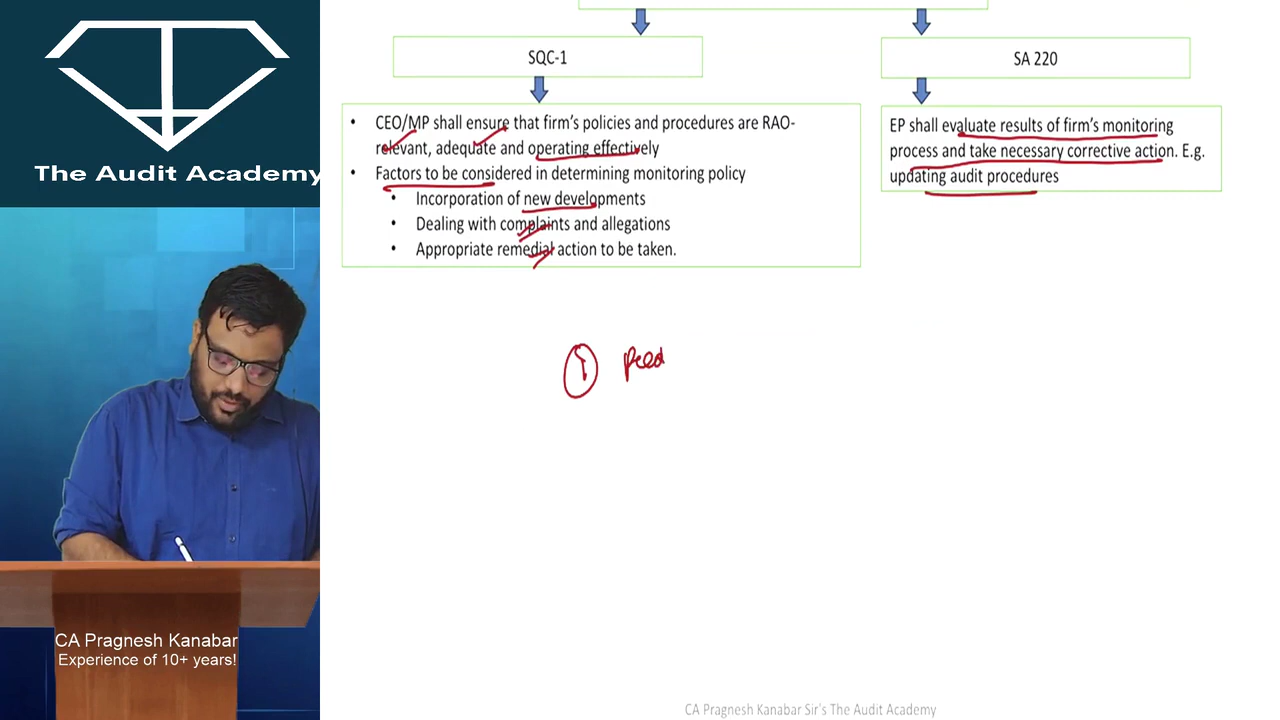 The Audit Academy
SQC-1
SA 220
• CEO/MP shall ensure that firm's policies and procedures are RAO-
relevant, adequate and operating effectively
• Factors to be considered in determining monitoring policy
• Incorporation of new developments
• Dealing with complaints and allegations
• Appropriate remedial action to be taken.
EP shall evaluate results of firm's monitoring
process and take necessary corrective action. E.g.
updating audit procedures
CA Pragnesh Kanabar
Experience of 10+ years!
CA Pragnesh Kanabar Sir's The Audit Academy